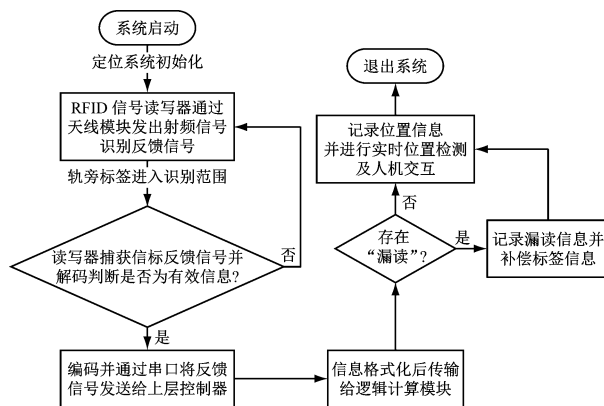 系统启动
定位系统初始化
RFID 信号读写器通过
天线模块发出射频信号
识别反馈信号
轨旁标签进入识别范围
读写器捕获信标反馈信号并
解码判断是否为有效信息?
否
是
编码并通过串口将反馈
信号发送给上层控制器
信息格式化后传输
给逻辑计算模块
存在
“漏读”?
是
记录漏读信息并
补偿标签信息
否
记录位置信息
并进行实时位置检测
及人机交互
退出系统